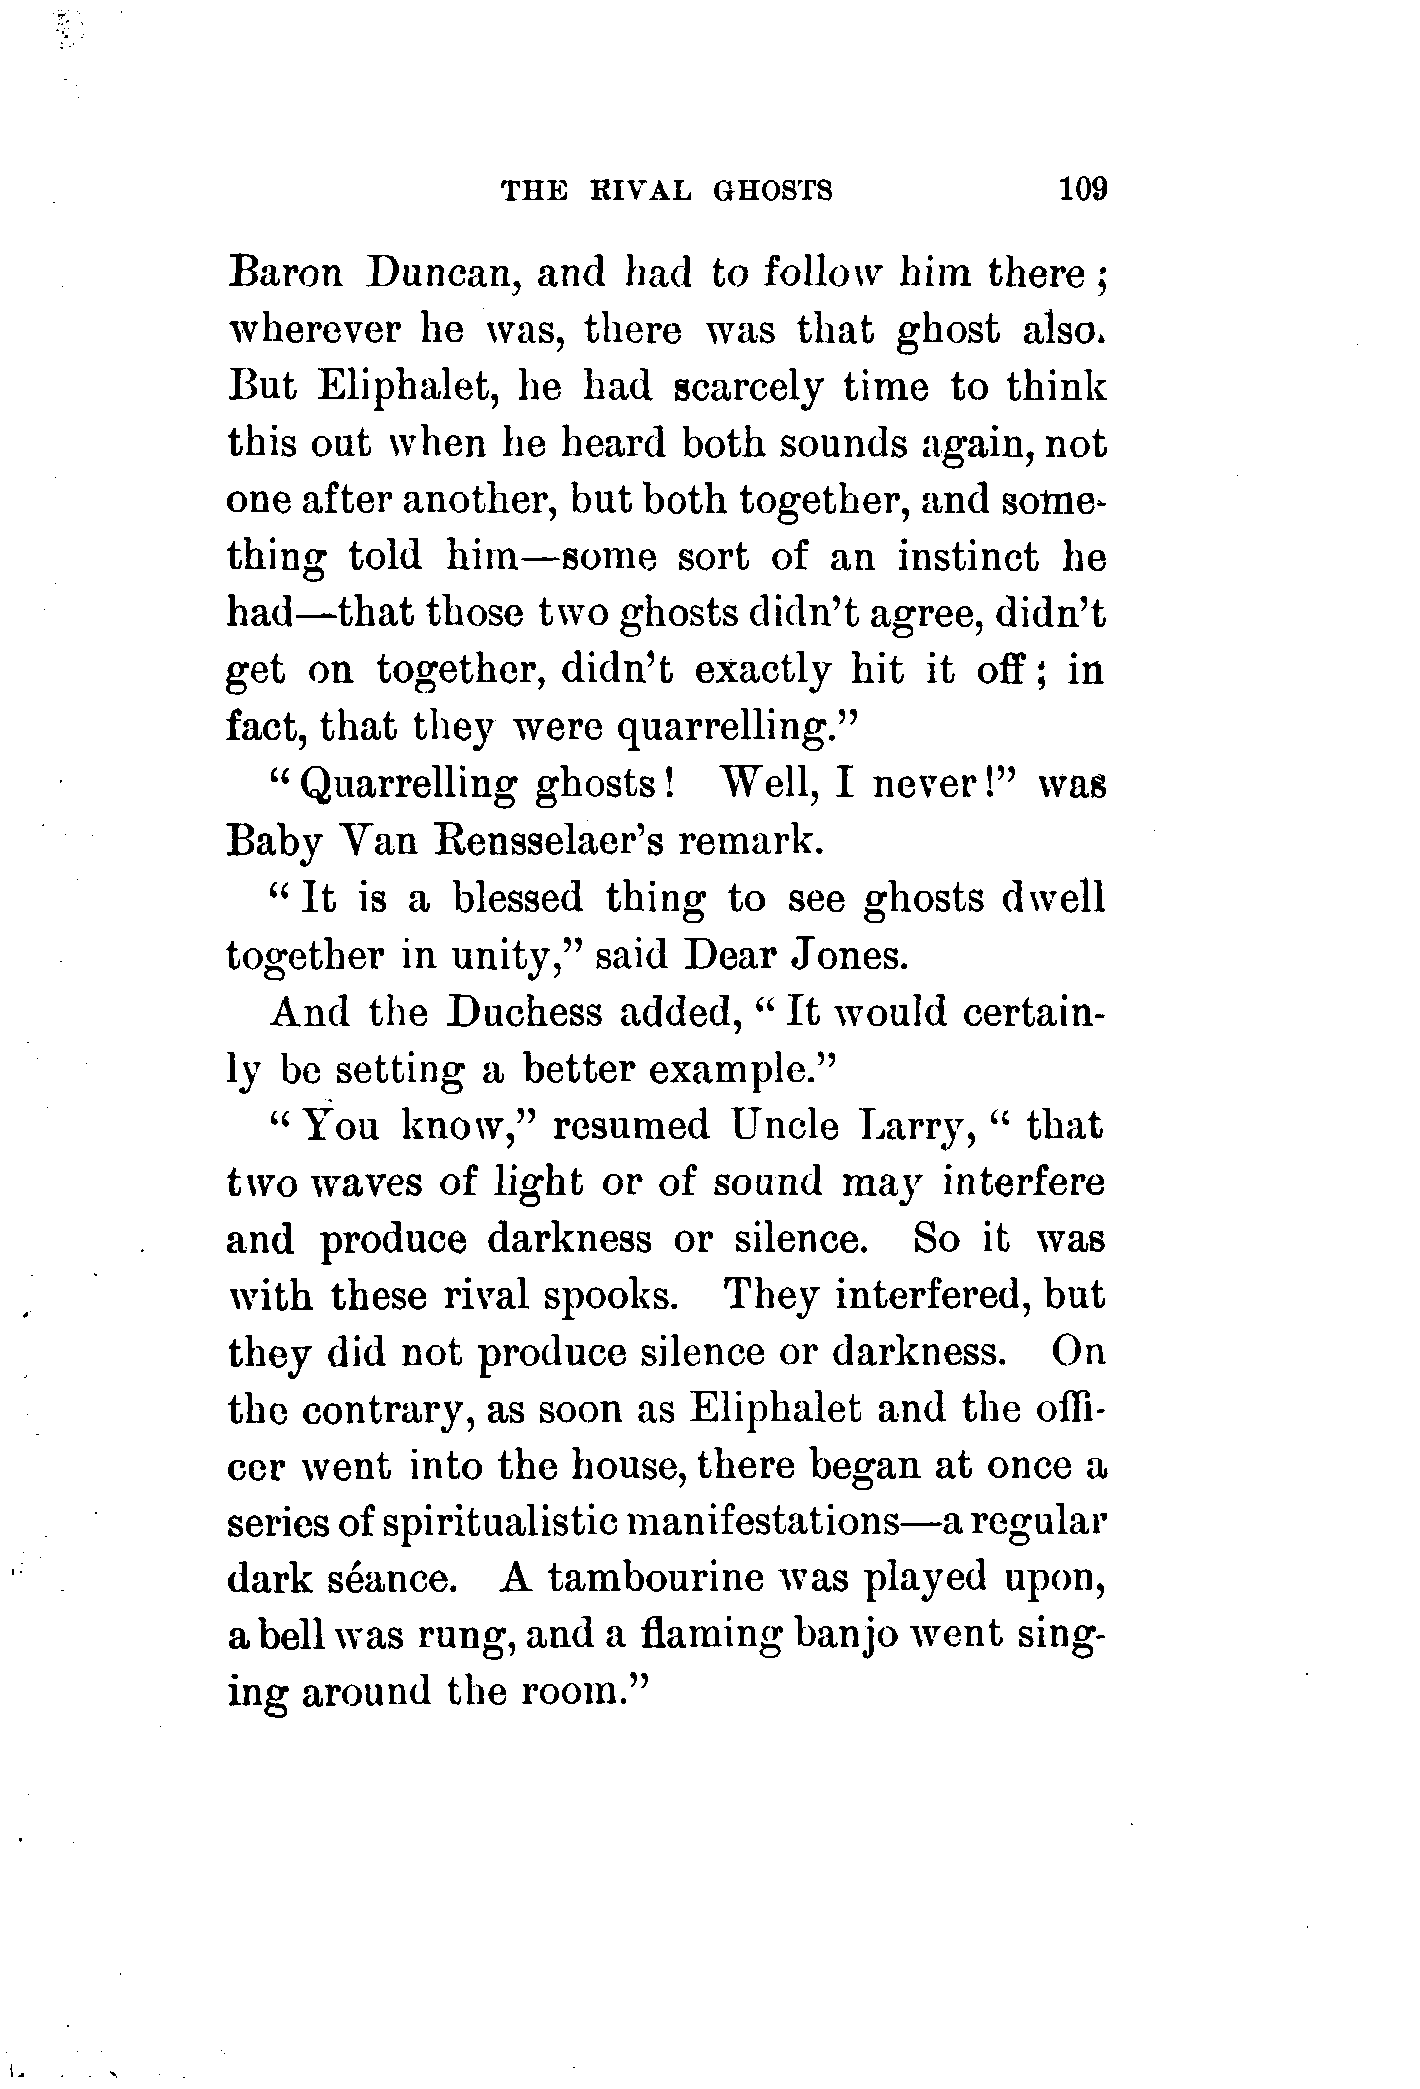 THE RIVAL GHOSTS 109
Baron Duncan, and had to follow him there;
wherever he was, there was that ghost also.
But Eliphalet, he had scarcely time to think
this out when he heard both sounds again, not
one after another, but both together, and some-
thing told him—some sort of an instinct he
had—that those two ghosts didn't agree, didn't
get on together, didn't exactly hit it off; in
fact, that they were quarrelling."
"Quarrelling ghosts! Well, I never!" was
Baby Van Rensselaer's remark.
"It is a blessed thing to see ghosts dwell
together in unity," said Dear Jones.
And the Duchess added, "It would certain-
ly be setting a better example."
"You know," resumed Uncle Larry, "that
two waves of light or of sound may interfere
and produce darkness or silence. So it was
with these rival spooks. They interfered, but
they did not produce silence or darkness. On
the contrary, as soon as Eliphalet and the offi-
cer went into the house, there began at once a
series of spiritualistic manifestations—a regular
dark séance. A tambourine was played upon,
a bell was rung, and a flaming banjo went sing-
ing around the room."